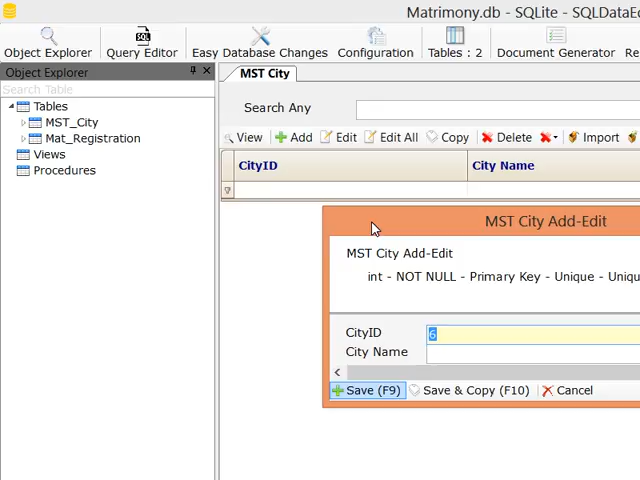 Matrimony.db - SQLite - SQLDataEd
Object Explorer
Query Editor
Easy Database Changes
Configuration
Tables : 2
Document Generator
Re
Object Explorer
MST City
Search Table
Search Any
Tables
MST_City
Mat_Registration
Views
Procedures
View
Add
Edit
Edit All
Copy
Delete
Import
CityID
City Name
MST City Add-Edit
MST City Add-Edit
int - NOT NULL - Primary Key - Unique - Uniqu
CityID
6
City Name
Save (F9)
Save & Copy (F10)
Cancel